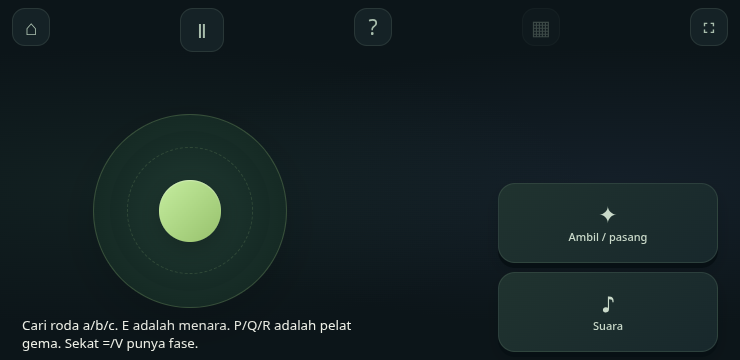 ?
Ambil / pasang
Suara
Cari roda a/b/c. E adalah menara. P/Q/R adalah pelat
gema. Sekat =/V punya fase.